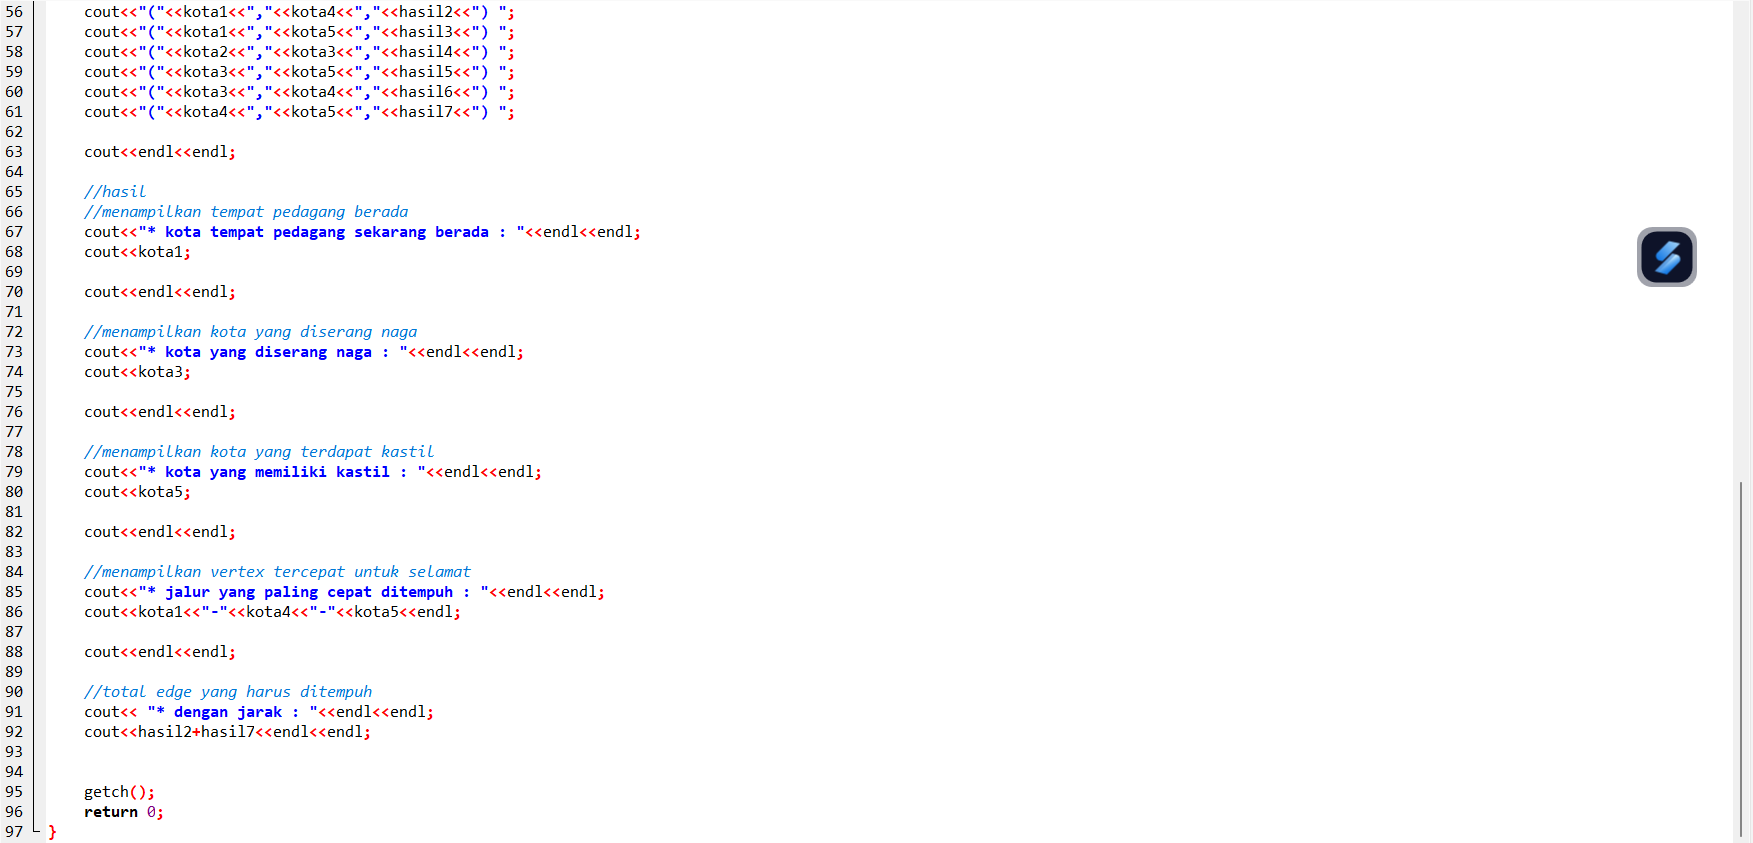 56 cout<<"("<<kota1<<","<<kota4<<","<<hasil2<<") ";
57 cout<<"("<<kota1<<","<<kota5<<","<<hasil3<<") ";
58 cout<<"("<<kota2<<","<<kota3<<","<<hasil4<<") ";
59 cout<<"("<<kota3<<","<<kota5<<","<<hasil5<<") ";
60 cout<<"("<<kota3<<","<<kota4<<","<<hasil6<<") ";
61 cout<<"("<<kota4<<","<<kota5<<","<<hasil7<<") ";
62
63 cout<<endl<<endl;
64
65 //hasil
66 //menampilkan tempat pedagang berada
67 cout<<"* kota tempat pedagang sekarang berada : "<<endl<<endl;
68 cout<<kota1;
69
70 cout<<endl<<endl;
71
72 //menampilkan kota yang diserang naga
73 cout<<"* kota yang diserang naga : "<<endl<<endl;
74 cout<<kota3;
75
76 cout<<endl<<endl;
77
78 //menampilkan kota yang terdapat kastil
79 cout<<"* kota yang memiliki kastil : "<<endl<<endl;
80 cout<<kota5;
81
82 cout<<endl<<endl;
83
84 //menampilkan vertex tercepat untuk selamat
85 cout<<"* jalur yang paling cepat ditempuh : "<<endl<<endl;
86 cout<<kota1<<"-"<<kota4<<"-"<<kota5<<endl;
87
88 cout<<endl<<endl;
89
90 //total edge yang harus ditempuh
91 cout<< "* dengan jarak : "<<endl<<endl;
92 cout<<hasil2+hasil7<<endl<<endl;
93
94
95 getch();
96 return 0;
97 }